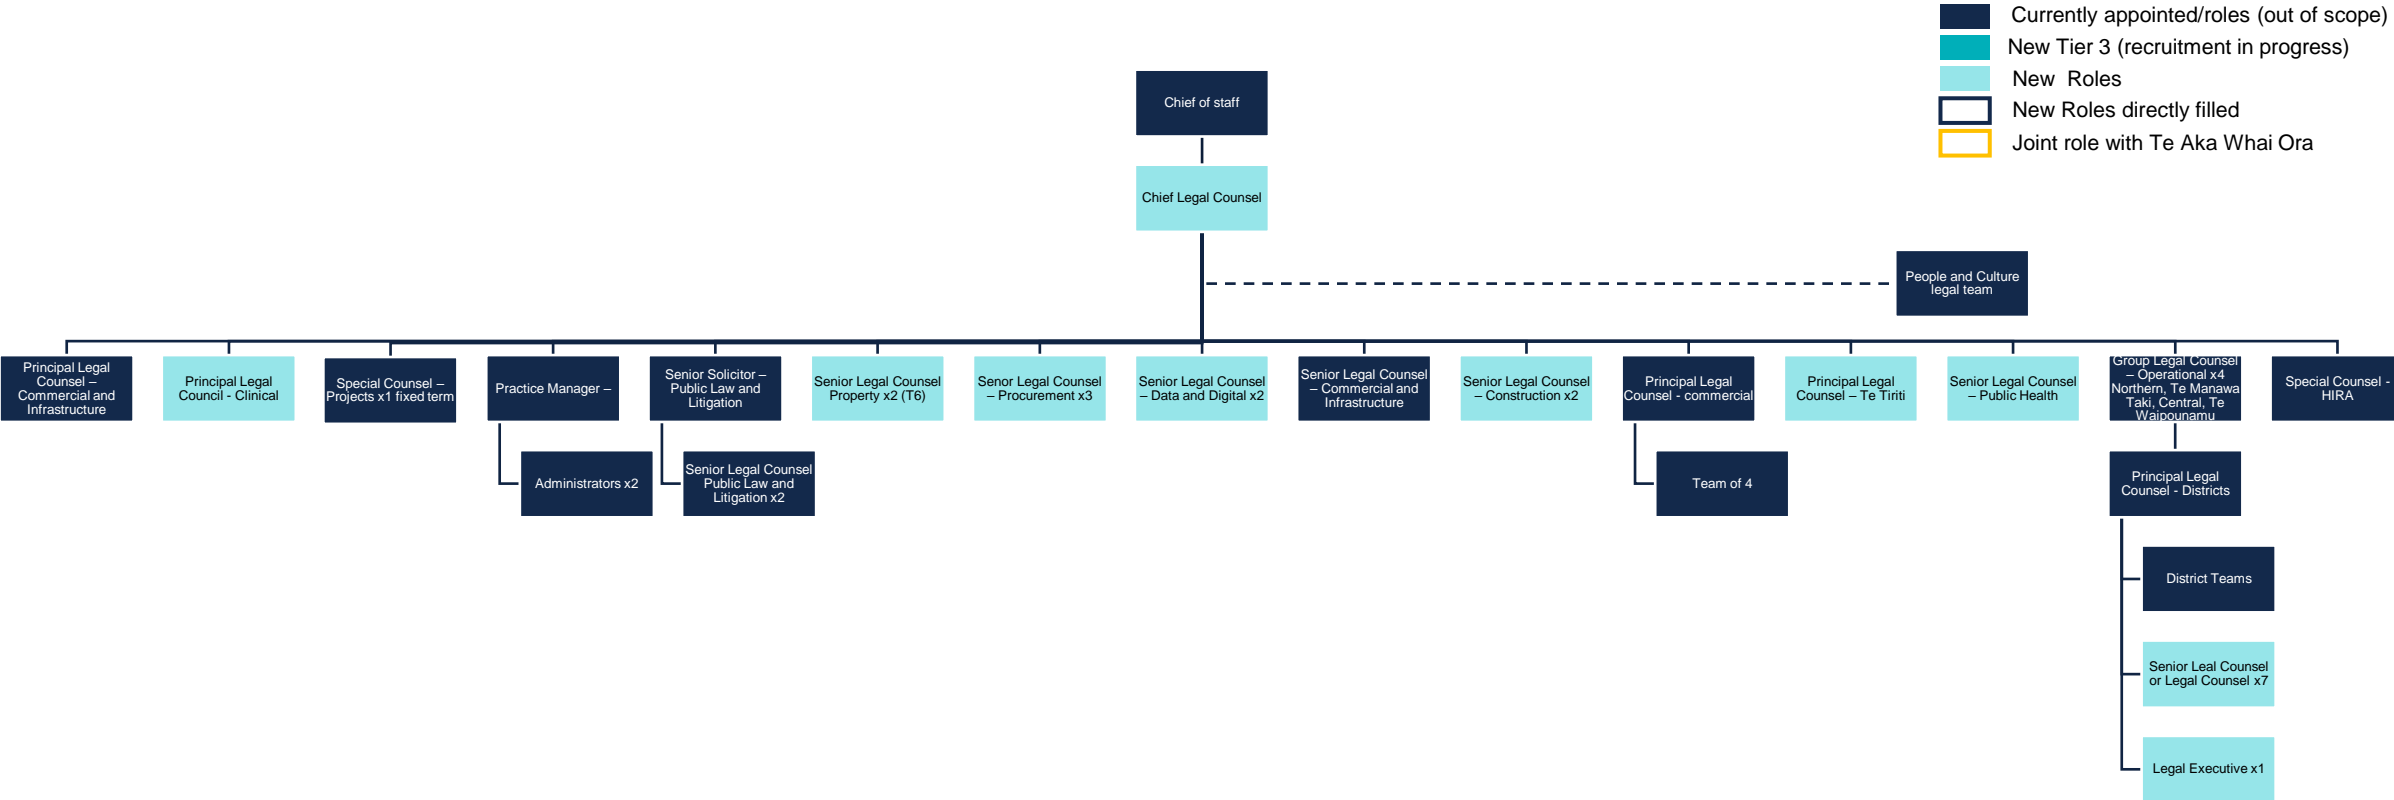 Currently appointed/roles (out of scope)
New Tier 3 (recruitment in progress)
New Roles
New Roles directly filled
Joint role with Te Aka Whai Ora
Chief of staff
Chief Legal Counsel
People and Culture
legal team
Principal Legal
Counsel –
Commercial and
Infrastructure
Principal Legal
Council - Clinical
Special Counsel –
Projects x1 fixed term
Practice Manager –
Senior Solicitor –
Public Law and
Litigation
Senior Legal Counsel
Property x2 (T6)
Senor Legal Counsel
– Procurement x3
Senior Legal Counsel
– Data and Digital x2
Senior Legal Counsel
– Commercial and
Infrastructure
Senior Legal Counsel
– Construction x2
Principal Legal
Counsel - commercial
Principal Legal
Counsel – Te Tiriti
Senior Legal Counsel
– Public Health
Group Legal Counsel
– Operational x4
Northern, Te Manawa
Taki, Central, Te
Waipounamu
Special Counsel -
HIRA
Administrators x2
Senior Legal Counsel
Public Law and
Litigation x2
Team of 4
Principal Legal
Counsel - Districts
District Teams
Senior Leal Counsel
or Legal Counsel x7
Legal Executive x1